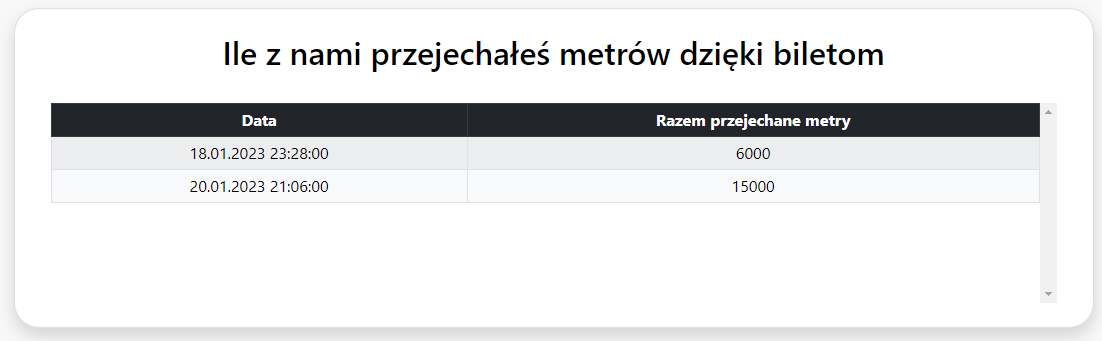 Ile z nami przejechałeś metrów dzięki biletom
Data Razem przejechane metry
18.01.2023 23:28:00 6000
20.01.2023 21:06:00 15000